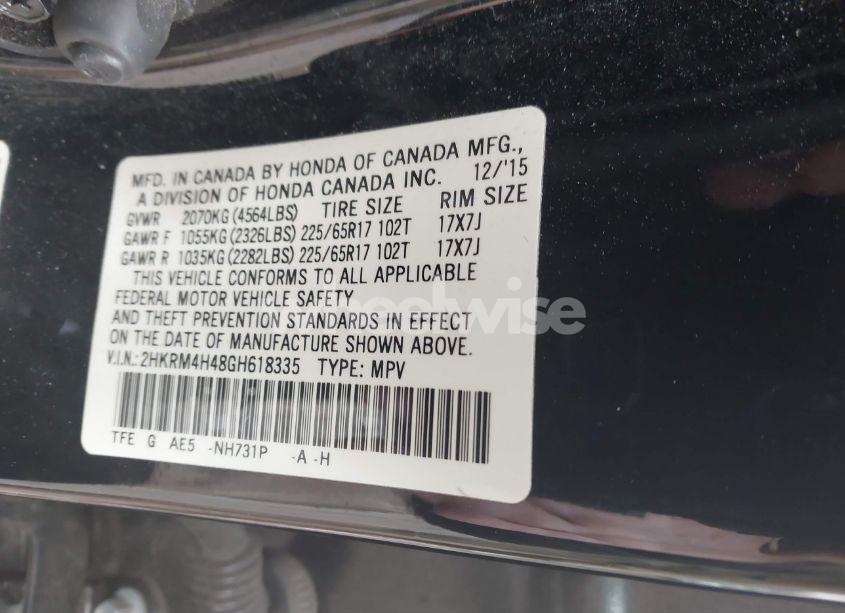 MFD. IN CANADA BY HONDA OF CANADA MFG.,
A DIVISION OF HONDA CANADA INC. 12/'15
GVWR 2070KG (4564LBS) TIRE SIZE RIM SIZE
GAWR F 1055KG (2326LBS) 225/65R17 102T 17X7J
GAWR R 1035KG (2282LBS) 225/65R17 102T 17X7J
THIS VEHICLE CONFORMS TO ALL APPLICABLE
FEDERAL MOTOR VEHICLE SAFETY
AND THEFT PREVENTION STANDARDS IN EFFECT
ON THE DATE OF MANUFACTURE SHOWN ABOVE.
V.I.N.: 2HKRM4H48GH618335 TYPE: MPV
TFE G AE5 -NH731P -A -H